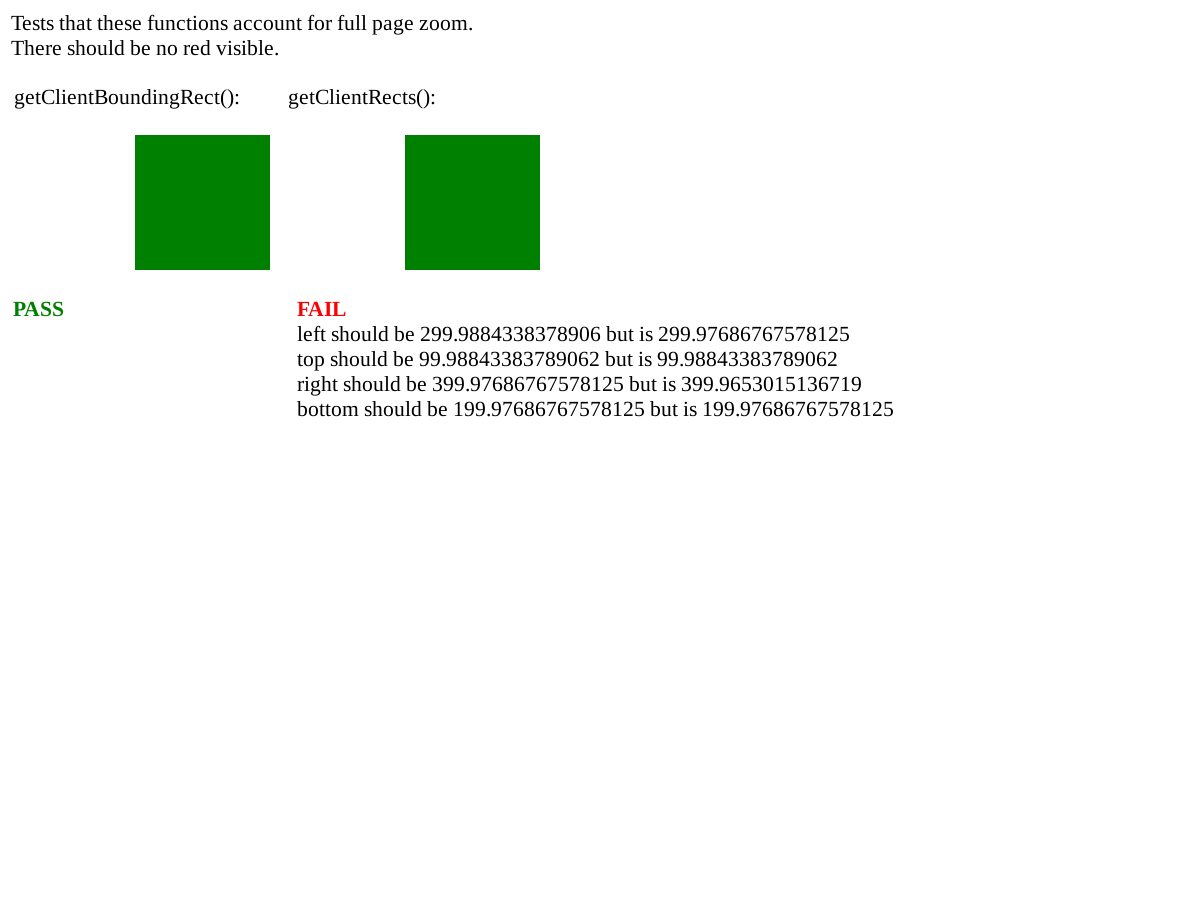 Tests that these functions account for full page zoom.
There should be no red visible.
getClientBoundingRect():
getClientRects():
PASS
FAIL
left should be 299.9884338378906 but is 299.97686767578125
top should be 99.98843383789062 but is 99.98843383789062
right should be 399.97686767578125 but is 399.9653015136719
bottom should be 199.97686767578125 but is 199.97686767578125